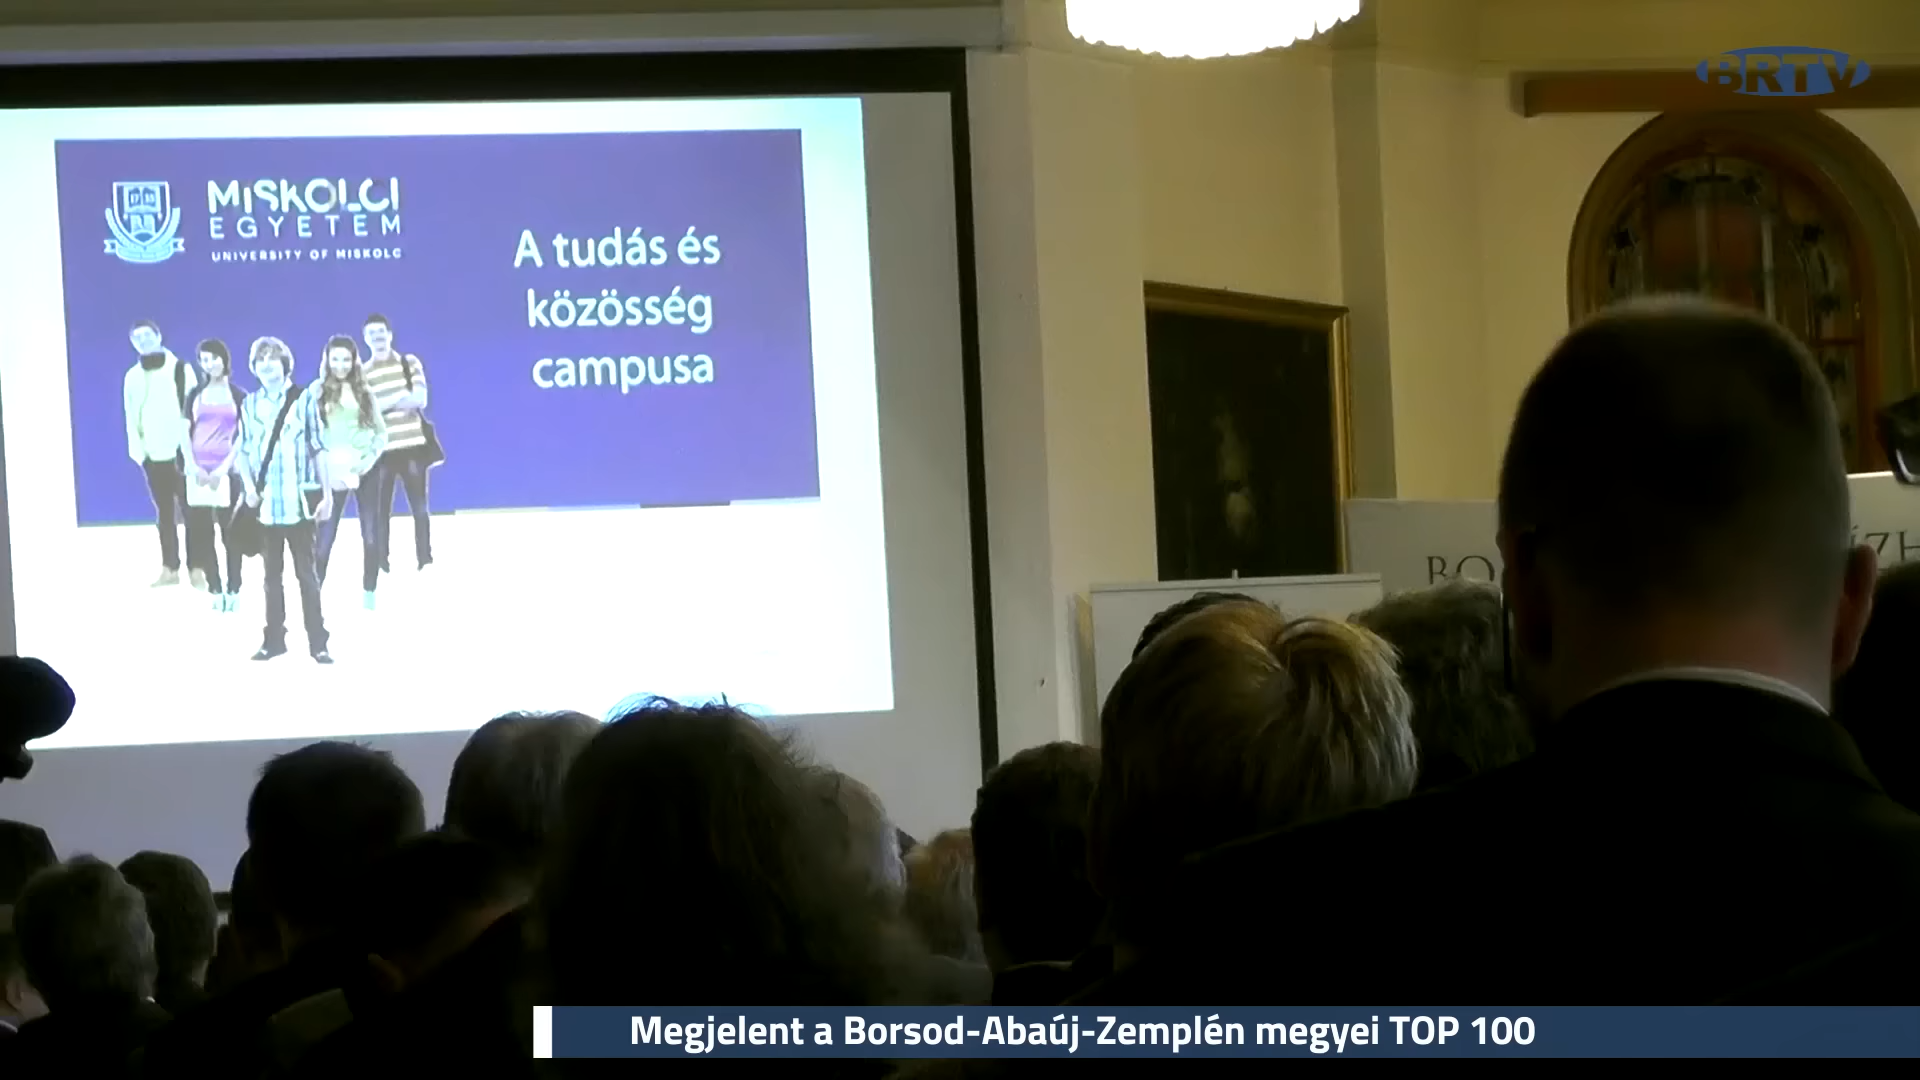 BRTV
MISKOLCI
EGYETEM
UNIVERSITY OF MISKOLC
A tudás és
közösség
campusa
Megjelent a Borsod-Abaúj-Zemplén megyei TOP 100